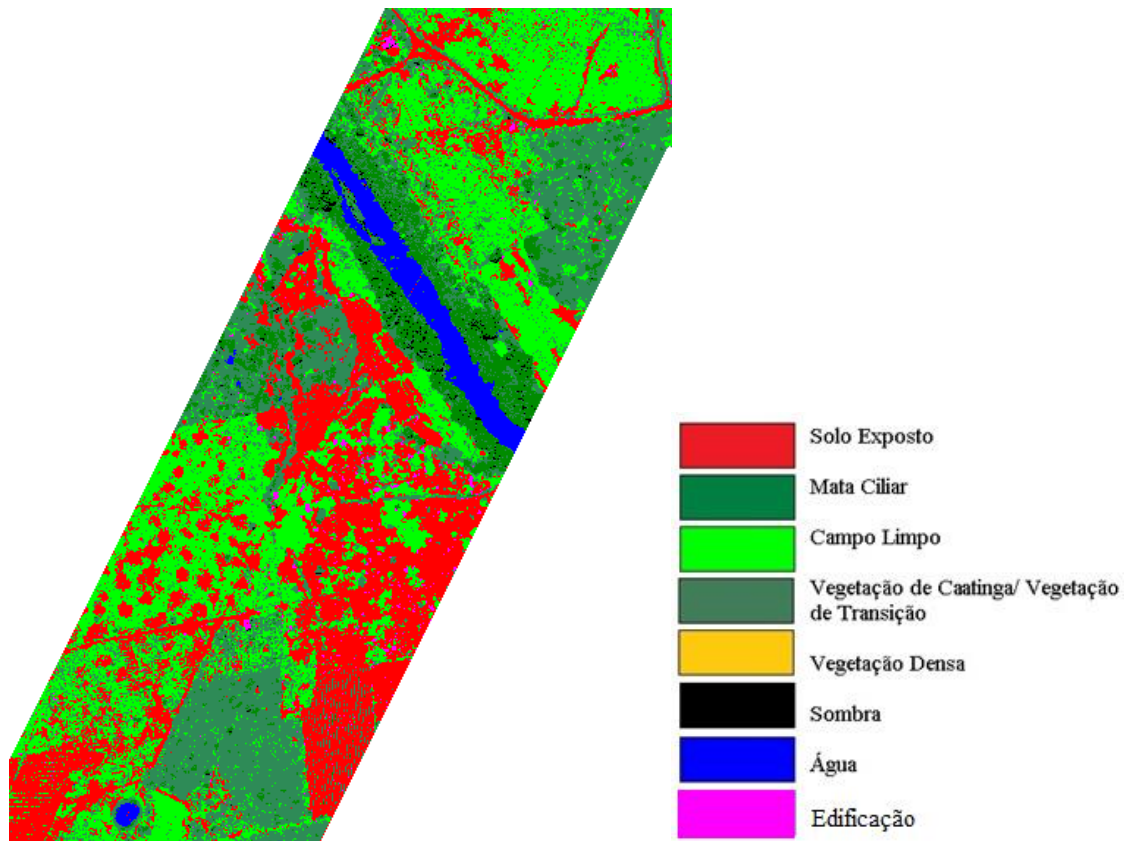 Solo Exposto
Mata Ciliar
Campo Limpo
Vegetação de Caatinga/ Vegetação
de Transição
Vegetação Densa
Sombra
Água
Edificação